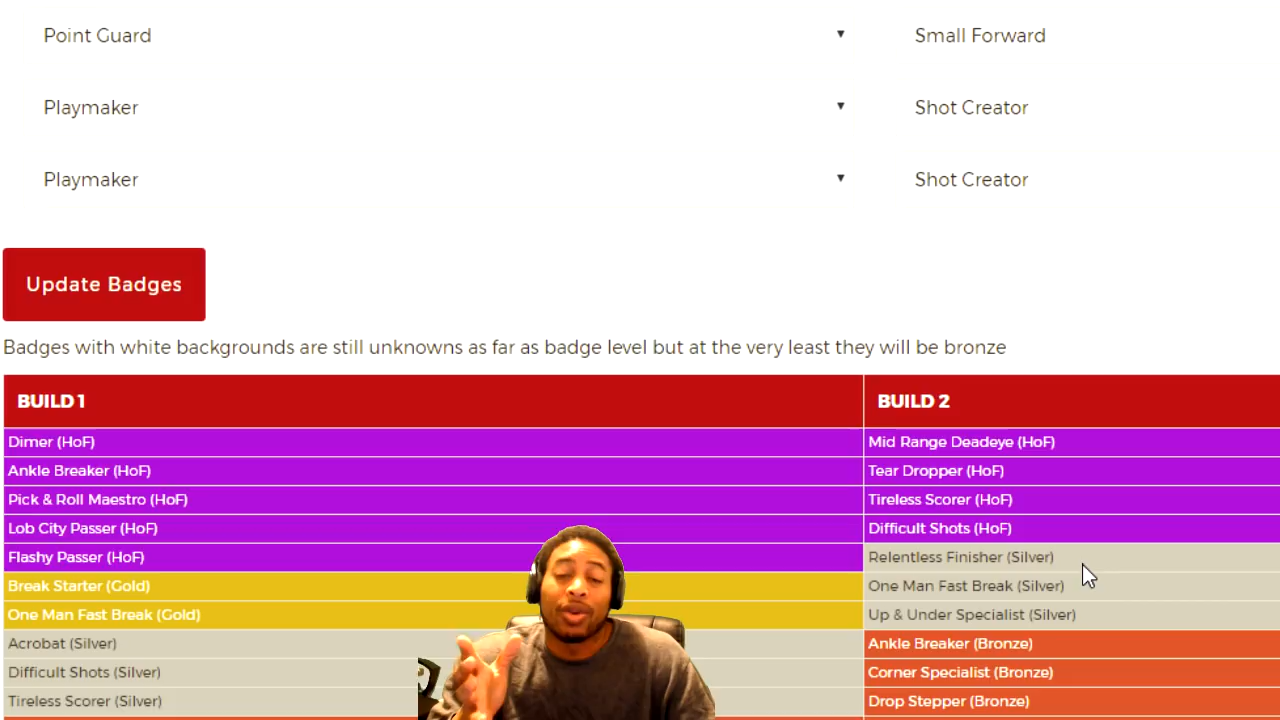 Point Guard ▼ Small Forward
Playmaker ▼ Shot Creator
Playmaker ▼ Shot Creator
Update Badges
Badges with white backgrounds are still unknowns as far as badge level but at the very least they will be bronze
BUILD 1 BUILD 2
Dimer (HoF) Mid Range Deadeye (HoF)
Ankle Breaker (HoF) Tear Dropper (HoF)
Pick & Roll Maestro (HoF) Tireless Scorer (HoF)
Lob City Passer (HoF) Difficult Shots (HoF)
Flashy Passer (HoF) Relentless Finisher (Silver)
Break Starter (Gold) One Man Fast Break (Silver)
One Man Fast Break (Gold) Up & Under Specialist (Silver)
Acrobat (Silver) Ankle Breaker (Bronze)
Difficult Shots (Silver) Corner Specialist (Bronze)
Tireless Scorer (Silver) Drop Stepper (Bronze)